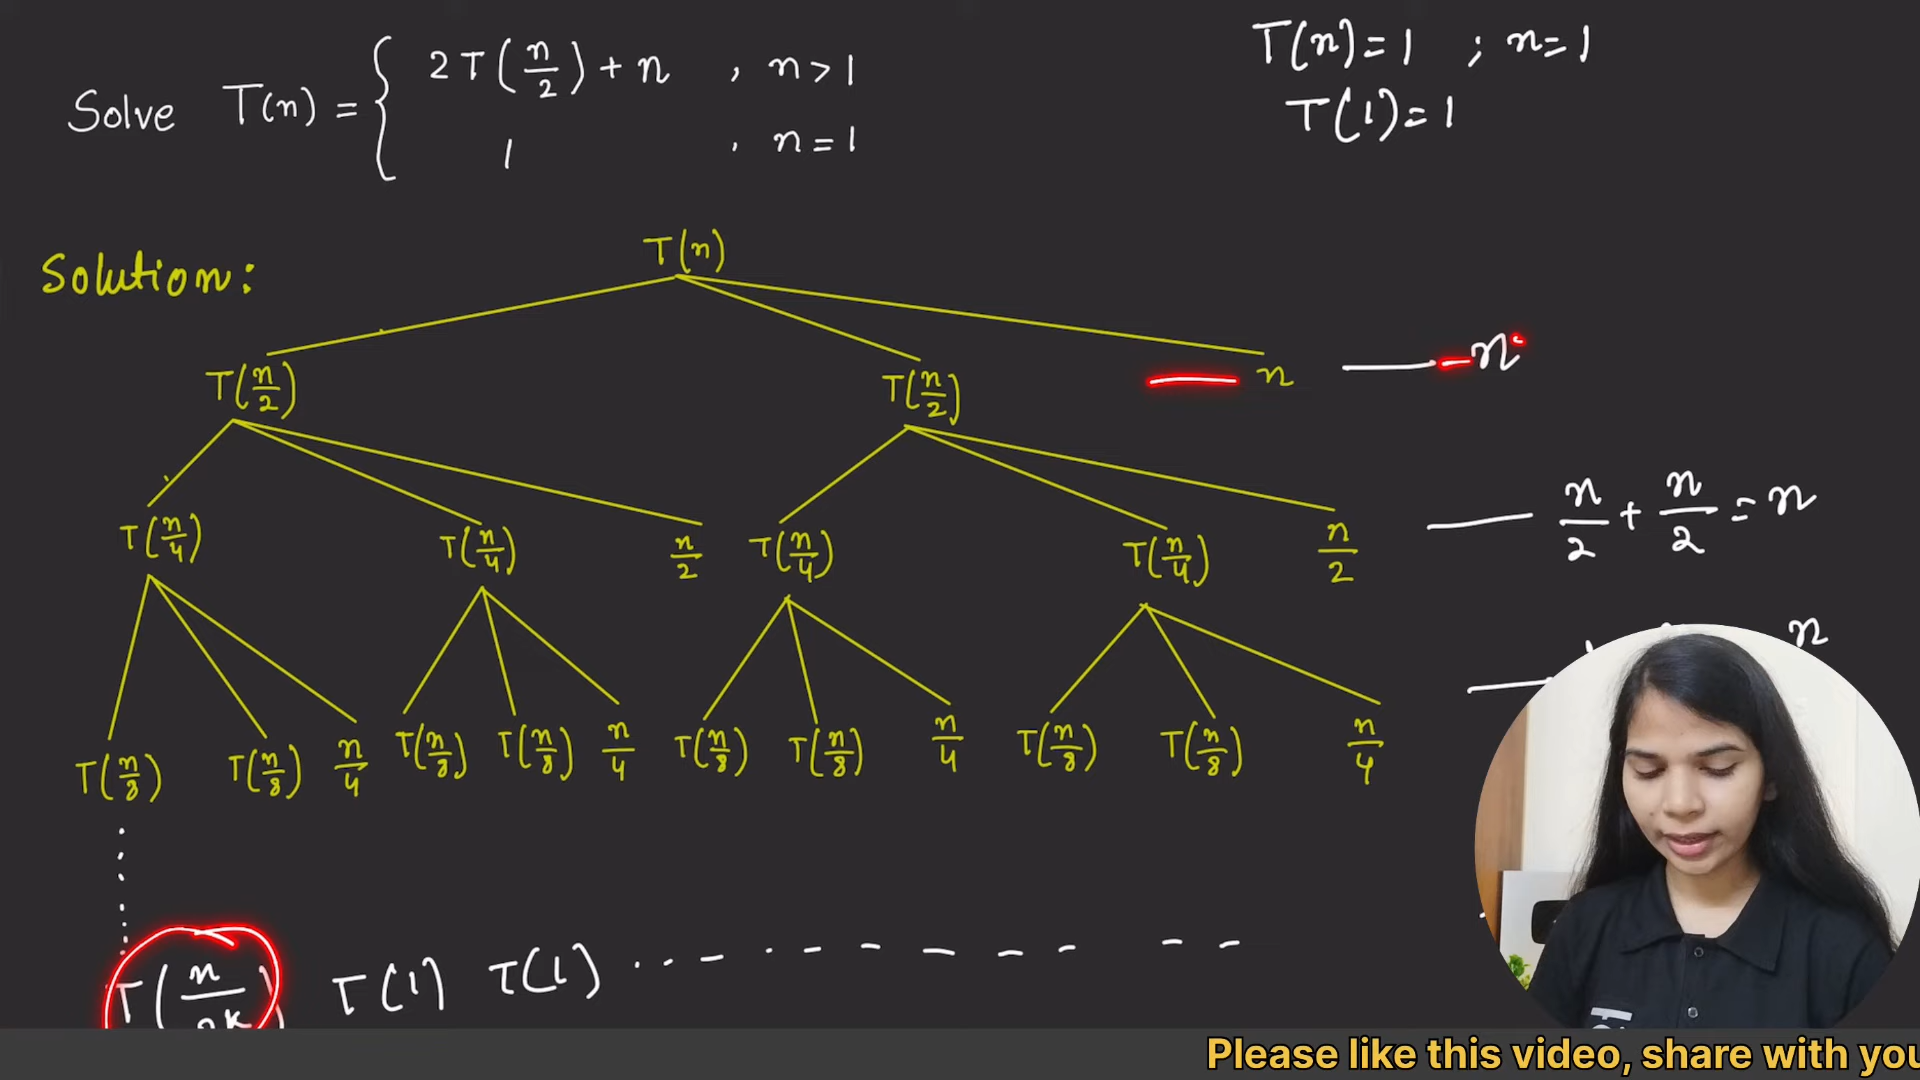 Solve T(n) = { 2T(n/2) + n , n > 1
1 , n = 1
T(n) = 1 ; n = 1
T(1) = 1
Solution:
T(n)
T(n/2) T(n/2) n — n
T(n/4) T(n/4) n/2 T(n/4) T(n/4) n/2 — n/2 + n/2 = n
n
T(n/8) T(n/8) n/4 T(n/8) T(n/8) n/4 T(n/8) T(n/8) n/4 T(n/8) T(n/8) n/4
T(n/2k) T(1) T(1)
Please like this video, share with you